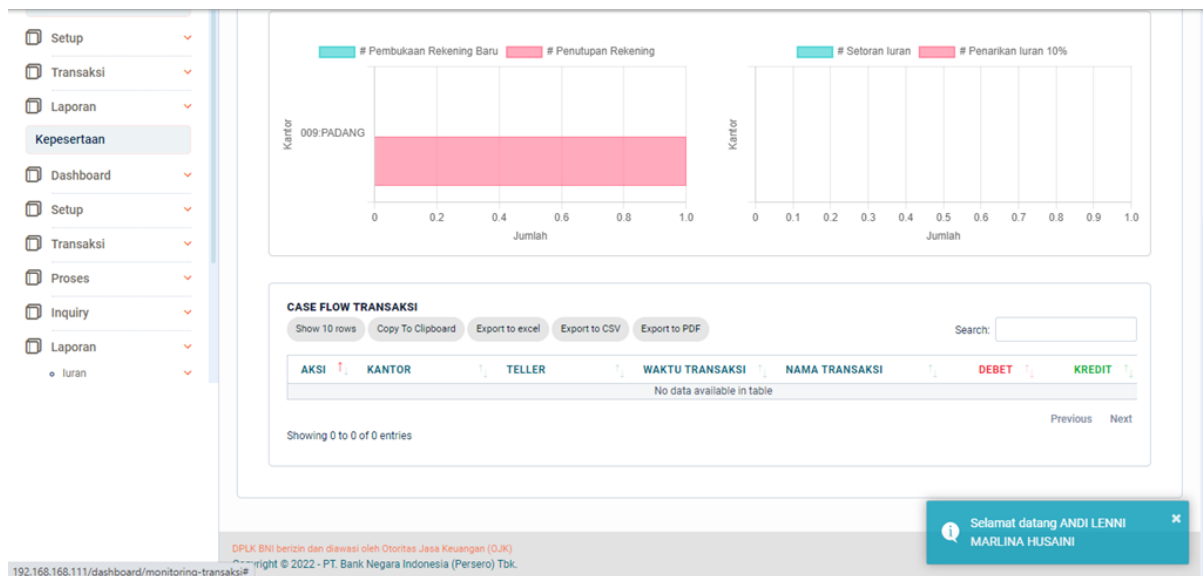 Setup
Transaksi
Laporan
Kepesertaan
Dashboard
Setup
Transaksi
Proses
Inquiry
Laporan
Iuran
# Pembukaan Rekening Baru # Penutupan Rekening
Kantor
009:PADANG
0 0.2 0.4 0.6 0.8 1.0
Jumlah
# Setoran Iuran # Penarikan Iuran 10%
Kantor
0 0.1 0.2 0.3 0.4 0.5 0.6 0.7 0.8 0.9 1.0
Jumlah
CASE FLOW TRANSAKSI
Show 10 rows Copy To Clipboard Export to excel Export to CSV Export to PDF Search:
AKSI KANTOR TELLER WAKTU TRANSAKSI NAMA TRANSAKSI DEBET KREDIT
No data available in table
Previous Next
Showing 0 to 0 of 0 entries
Selamat datang ANDI LENNI
MARLINA HUSAINI
DPLK BNI berizin dan diawasi oleh Otoritas Jasa Keuangan (OJK)
Copyright © 2022 - PT. Bank Negara Indonesia (Persero) Tbk.
192.168.168.111/dashboard/monitoring-transaksi#